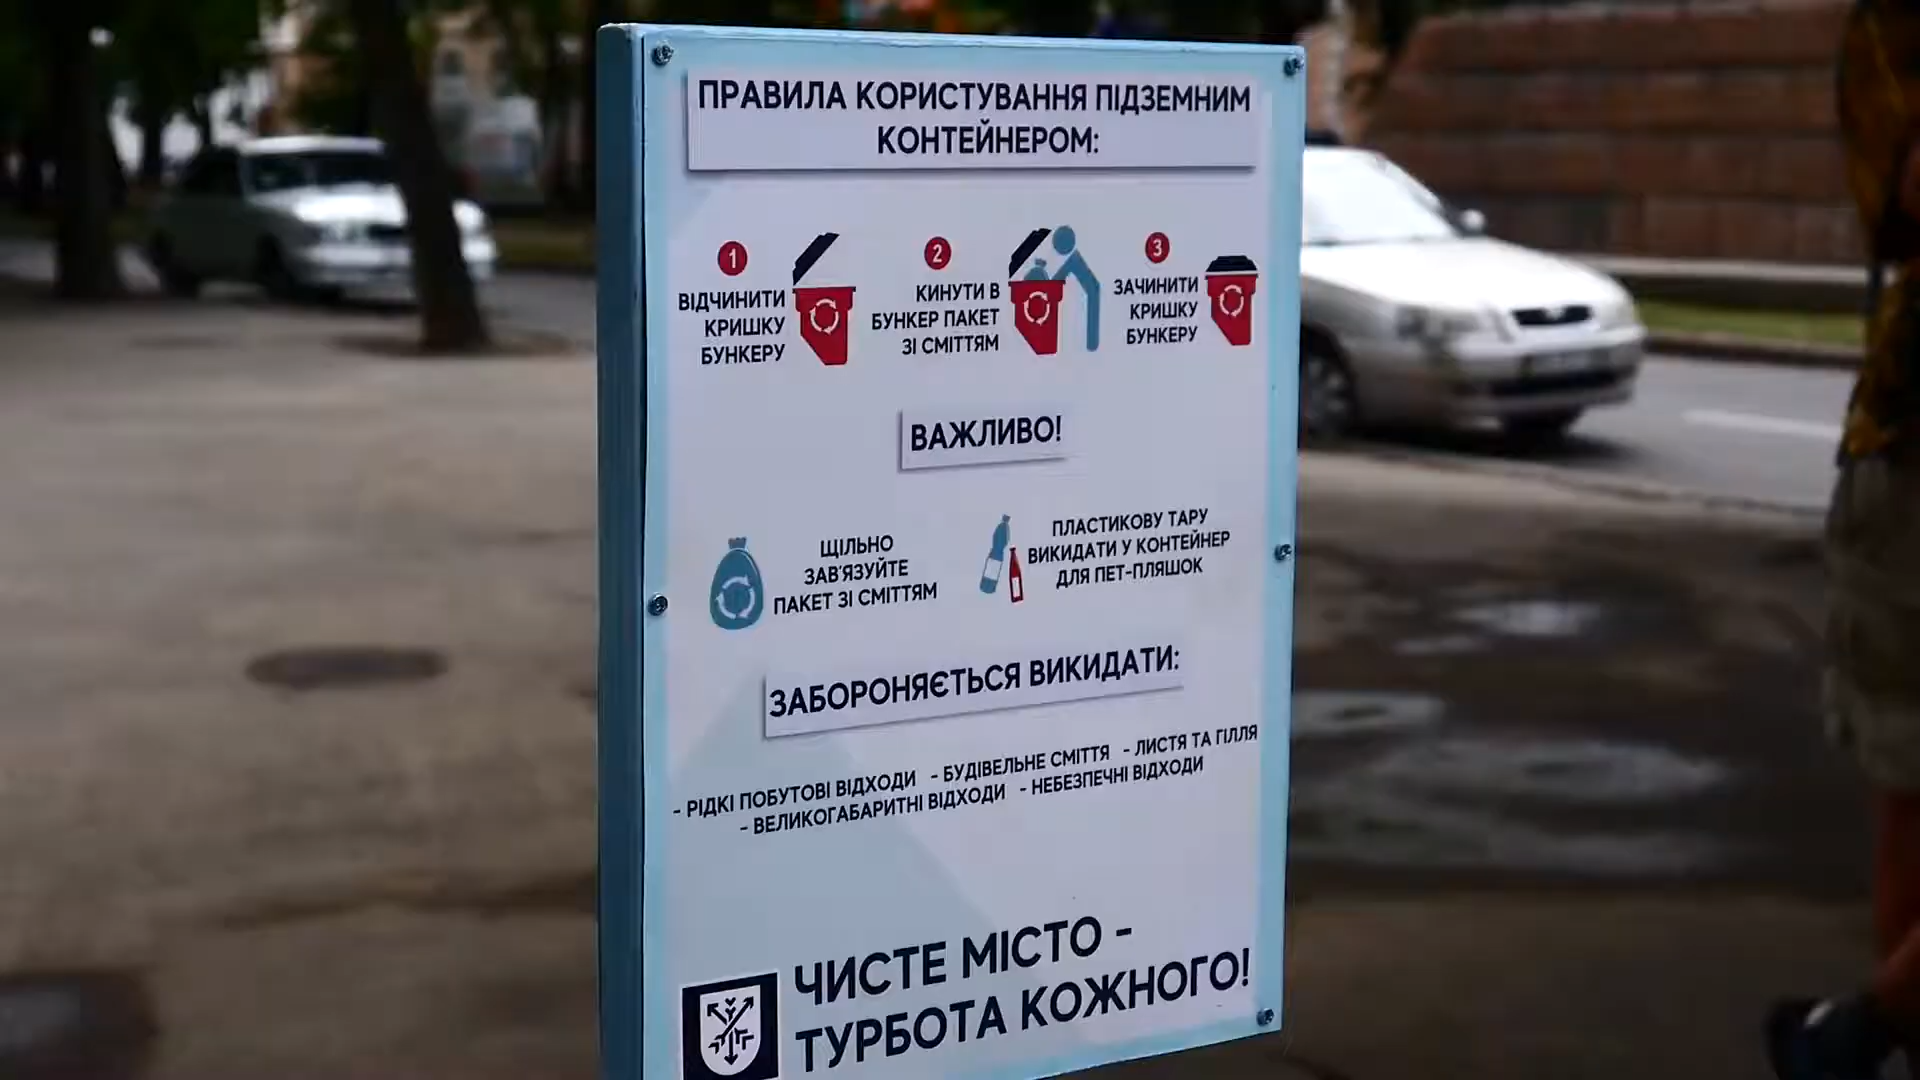 ПРАВИЛА КОРИСТУВАННЯ ПІДЗЕМНИМ
КОНТЕЙНЕРОМ:
1
ВІДЧИНИТИ
КРИШКУ
БУНКЕРУ
2
КИНУТИ В
БУНКЕР ПАКЕТ
ЗІ СМІТТЯМ
3
ЗАЧИНИТИ
КРИШКУ
БУНКЕРУ
ВАЖЛИВО!
ЩІЛЬНО
ЗАВ'ЯЗУЙТЕ
ПАКЕТ ЗІ СМІТТЯМ
ПЛАСТИКОВУ ТАРУ
ВИКИДАТИ У КОНТЕЙНЕР
ДЛЯ ПЕТ-ПЛЯШОК
ЗАБОРОНЯЄТЬСЯ ВИКИДАТИ:
- РІДКІ ПОБУТОВІ ВІДХОДИ - БУДІВЕЛЬНЕ СМІТТЯ - ЛИСТЯ ТА ГІЛЛЯ
- ВЕЛИКОГАБАРИТНІ ВІДХОДИ - НЕБЕЗПЕЧНІ ВІДХОДИ
ЧИСТЕ МІСТО -
ТУРБОТА КОЖНОГО!